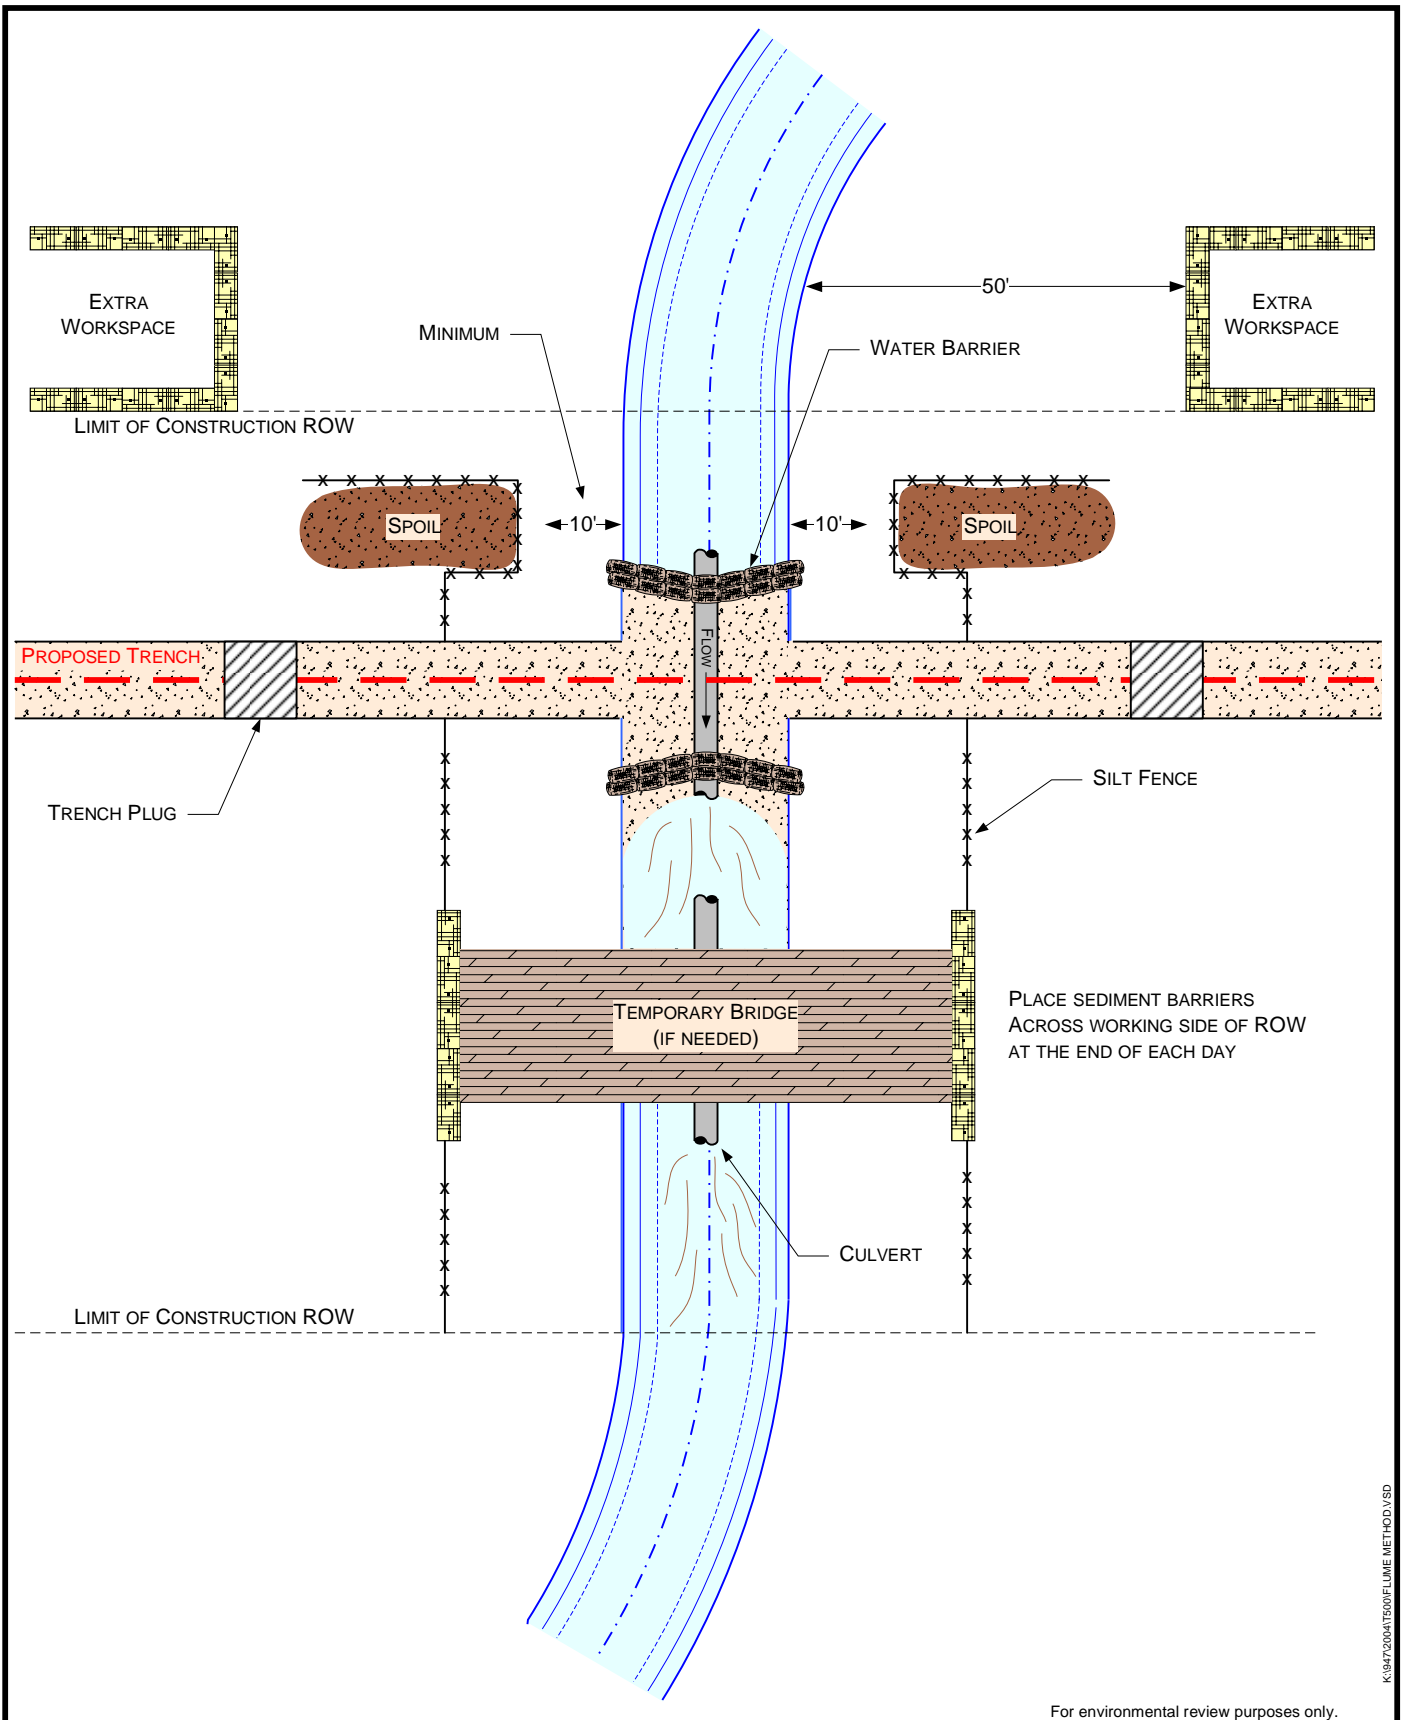 50'
EXTRA
WORKSPACE
EXTRA
WORKSPACE
MINIMUM
WATER BARRIER
LIMIT OF CONSTRUCTION ROW
SPOIL
10'
10'
SPOIL
FLOW
PROPOSED TRENCH
SILT FENCE
TRENCH PLUG
PLACE SEDIMENT BARRIERS
ACROSS WORKING SIDE OF ROW
AT THE END OF EACH DAY
TEMPORARY BRIDGE
(IF NEEDED)
CULVERT
LIMIT OF CONSTRUCTION ROW
K:\947\2004\T500\FLUME METHOD.VSD
For environmental review purposes only.